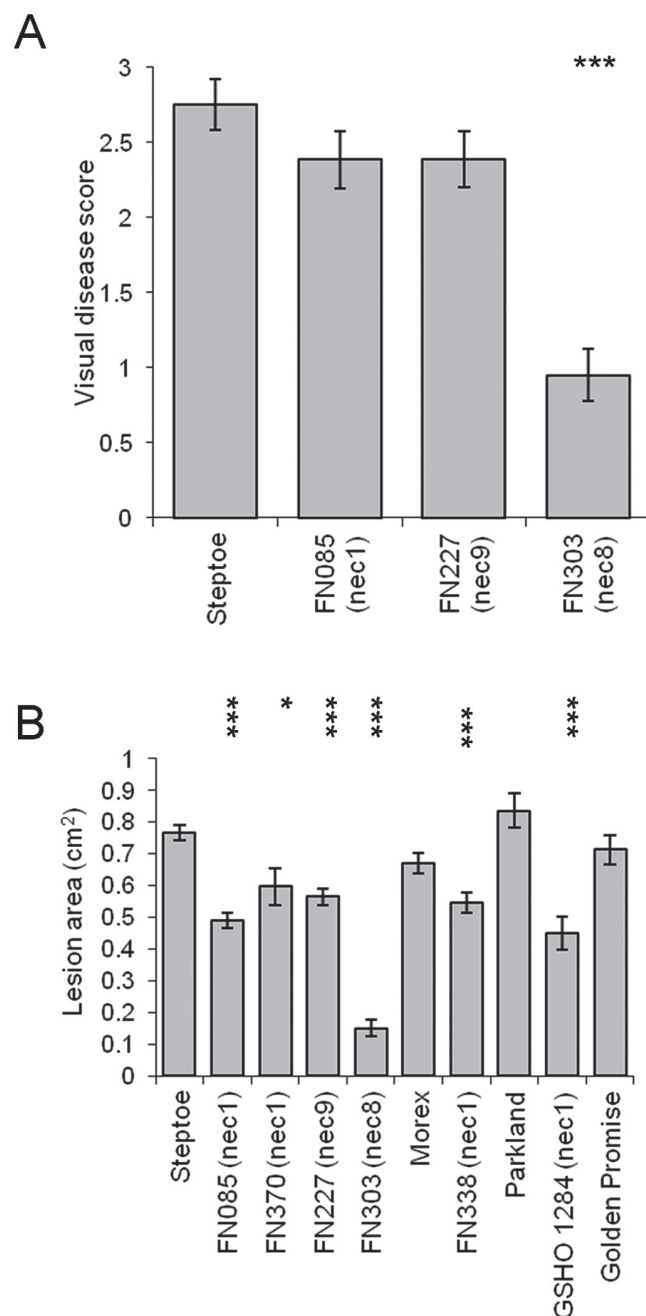 A
***
3
2.5
2
1.5
1
0.5
0
Visual disease score
Steptoe
FN085
(nec1)
FN227
(nec9)
FN303
(nec8)
B
***
*
***
***
***
***
1
0.9
0.8
0.7
0.6
0.5
0.4
0.3
0.2
0.1
0
Lesion area (cm²)
Steptoe
FN085 (nec1)
FN370 (nec1)
FN227 (nec9)
FN303 (nec8)
Morex
FN338 (nec1)
Parkland
GSHO 1284 (nec1)
Golden Promise